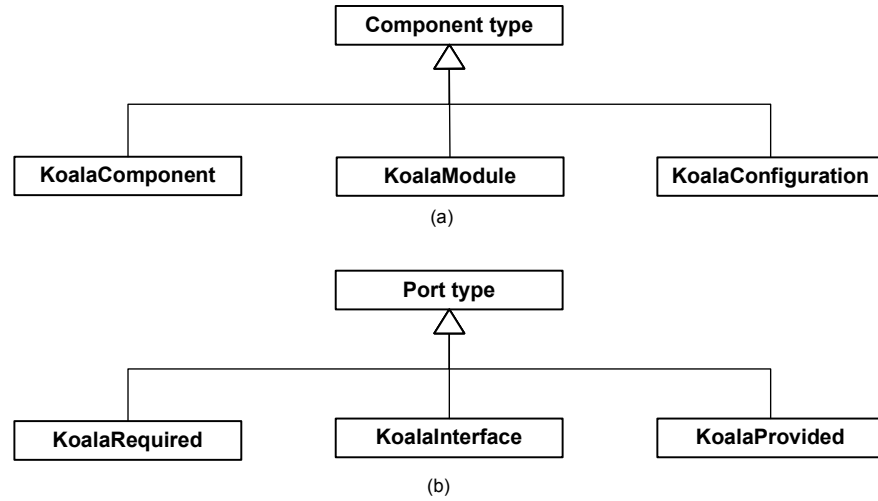 Component type
KoalaComponent
KoalaModule
KoalaConfiguration
(a)
Port type
KoalaRequired
KoalaInterface
KoalaProvided
(b)